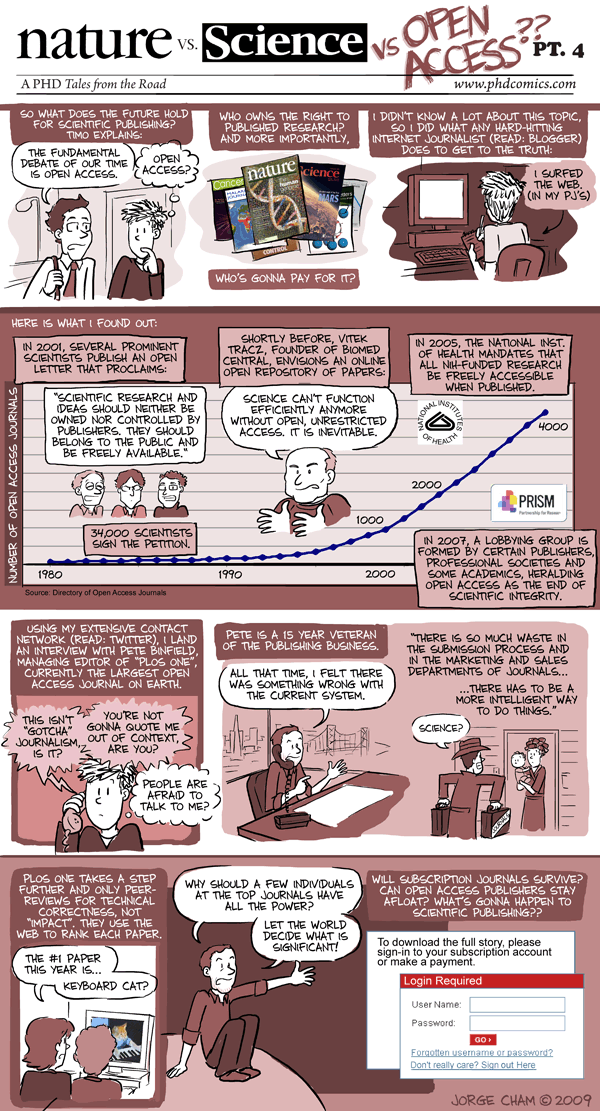 nature vs. Science vs OPEN ACCESS?? PT. 4
A PHD Tales from the Road
www.phdcomics.com
SO WHAT DOES THE FUTURE HOLD
FOR SCIENTIFIC PUBLISHING?
TIMO EXPLAINS:
THE FUNDAMENTAL
DEBATE OF OUR TIME
IS OPEN ACCESS.
OPEN
ACCESS?
WHO OWNS THE RIGHT TO
PUBLISHED RESEARCH?
AND MORE IMPORTANTLY,
nature
Science
MARS
CONTROL
WHO'S GONNA PAY FOR IT?
I DIDN'T KNOW A LOT ABOUT THIS TOPIC,
SO I DID WHAT ANY HARD-HITTING
INTERNET JOURNALIST (READ: BLOGGER)
DOES TO GET TO THE TRUTH:
I SURFED
THE WEB.
(IN MY PJ'S)
HERE IS WHAT I FOUND OUT:
IN 2001, SEVERAL PROMINENT
SCIENTISTS PUBLISH AN OPEN
LETTER THAT PROCLAIMS:
"SCIENTIFIC RESEARCH AND
IDEAS SHOULD NEITHER BE
OWNED NOR CONTROLLED BY
PUBLISHERS. THEY SHOULD
BELONG TO THE PUBLIC AND
BE FREELY AVAILABLE."
34,000 SCIENTISTS
SIGN THE PETITION.
SHORTLY BEFORE, VITEK
TRACZ, FOUNDER OF BIOMED
CENTRAL, ENVISIONS AN ONLINE
OPEN REPOSITORY OF PAPERS:
SCIENCE CAN'T FUNCTION
EFFICIENTLY ANYMORE
WITHOUT OPEN, UNRESTRICTED
ACCESS. IT IS INEVITABLE.
IN 2005, THE NATIONAL INST.
OF HEALTH MANDATES THAT
ALL NIH-FUNDED RESEARCH
BE FREELY ACCESSIBLE
WHEN PUBLISHED.
NATIONAL INSTITUTES
OF HEALTH
4000
2000
1000
PRISM
Partnership for Research
IN 2007, A LOBBYING GROUP IS
FORMED BY CERTAIN PUBLISHERS,
PROFESSIONAL SOCIETIES AND
SOME ACADEMICS, HERALDING
OPEN ACCESS AS THE END OF
SCIENTIFIC INTEGRITY.
NUMBER OF OPEN ACCESS JOURNALS
1980
1990
2000
Source: Directory of Open Access Journals
USING MY EXTENSIVE CONTACT
NETWORK (READ: TWITTER), I LAND
AN INTERVIEW WITH PETE BINFIELD,
MANAGING EDITOR OF "PLOS ONE",
CURRENTLY THE LARGEST OPEN
ACCESS JOURNAL ON EARTH.
THIS ISN'T
"GOTCHA"
JOURNALISM,
IS IT?
YOU'RE NOT
GONNA QUOTE ME
OUT OF CONTEXT,
ARE YOU?
PEOPLE ARE
AFRAID TO
TALK TO ME?
PETE IS A 15 YEAR VETERAN
OF THE PUBLISHING BUSINESS.
ALL THAT TIME, I FELT THERE
WAS SOMETHING WRONG WITH
THE CURRENT SYSTEM.
"THERE IS SO MUCH WASTE IN
THE SUBMISSION PROCESS AND
IN THE MARKETING AND SALES
DEPARTMENTS OF JOURNALS...
...THERE HAS TO BE A
MORE INTELLIGENT WAY
TO DO THINGS."
SCIENCE?
PLOS ONE TAKES A STEP
FURTHER AND ONLY PEER-
REVIEWS FOR TECHNICAL
CORRECTNESS, NOT
"IMPACT". THEY USE THE
WEB TO RANK EACH PAPER.
THE #1 PAPER
THIS YEAR IS...
KEYBOARD CAT?
WHY SHOULD A FEW INDIVIDUALS
AT THE TOP JOURNALS HAVE
ALL THE POWER?
LET THE WORLD
DECIDE WHAT IS
SIGNIFICANT!
WILL SUBSCRIPTION JOURNALS SURVIVE?
CAN OPEN ACCESS PUBLISHERS STAY
AFLOAT? WHAT'S GONNA HAPPEN TO
SCIENTIFIC PUBLISHING??
To download the full story, please
sign-in to your subscription account
or make a payment.
Login Required
User Name:
Password:
GO
Forgotten username or password?
Don't really care? Sign out Here
JORGE CHAM © 2009